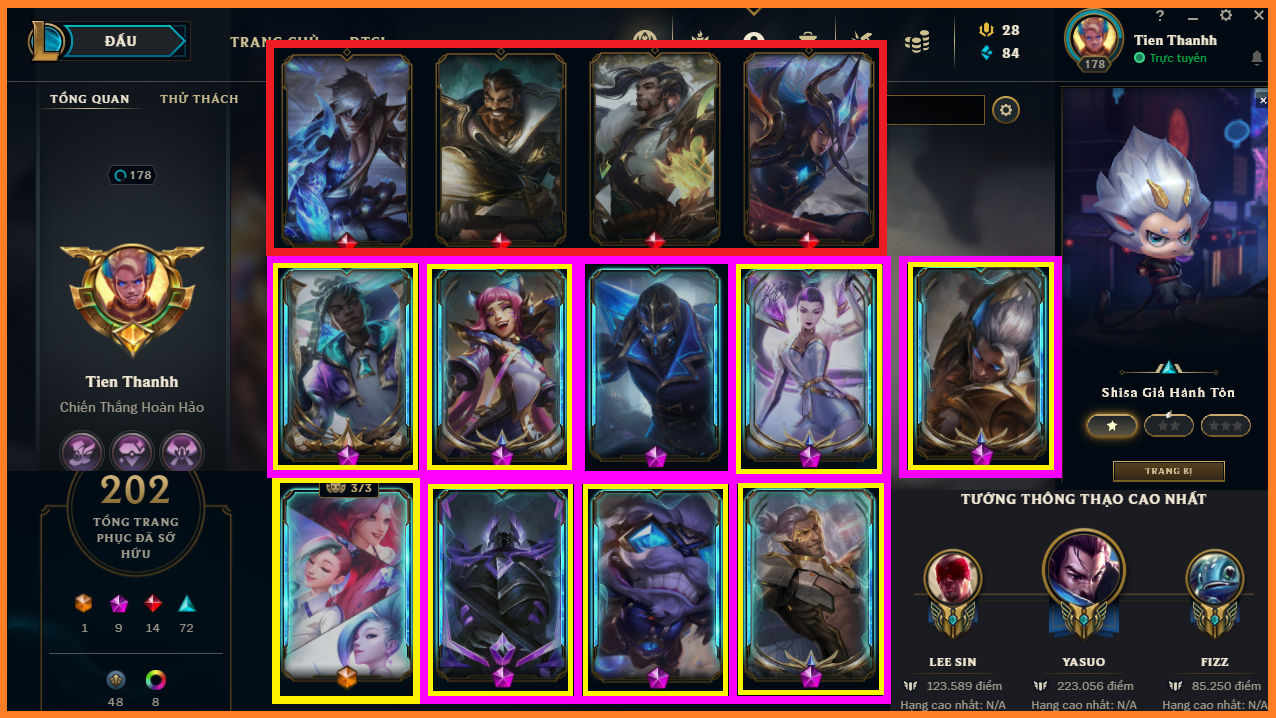 ĐẤU
TRANG CHỦ
ĐTCL
28
84
?
Tien Thanhh
Trực tuyến
178
TỔNG QUAN
THỬ THÁCH
178
Tien Thanhh
Chiến Thắng Hoàn Hảo
202
TỔNG TRANG
PHỤC ĐÃ SỞ
HỮU
1
9
14
72
48
8
3/3
Shisa Giả Hành Tôn
TRANG BỊ
TƯỚNG THÔNG THẠO CAO NHẤT
LEE SIN
YASUO
FIZZ
123.589 điểm
223.056 điểm
85.250 điểm
Hạng cao nhất: N/A
Hạng cao nhất: N/A
Hạng cao nhất: N/A